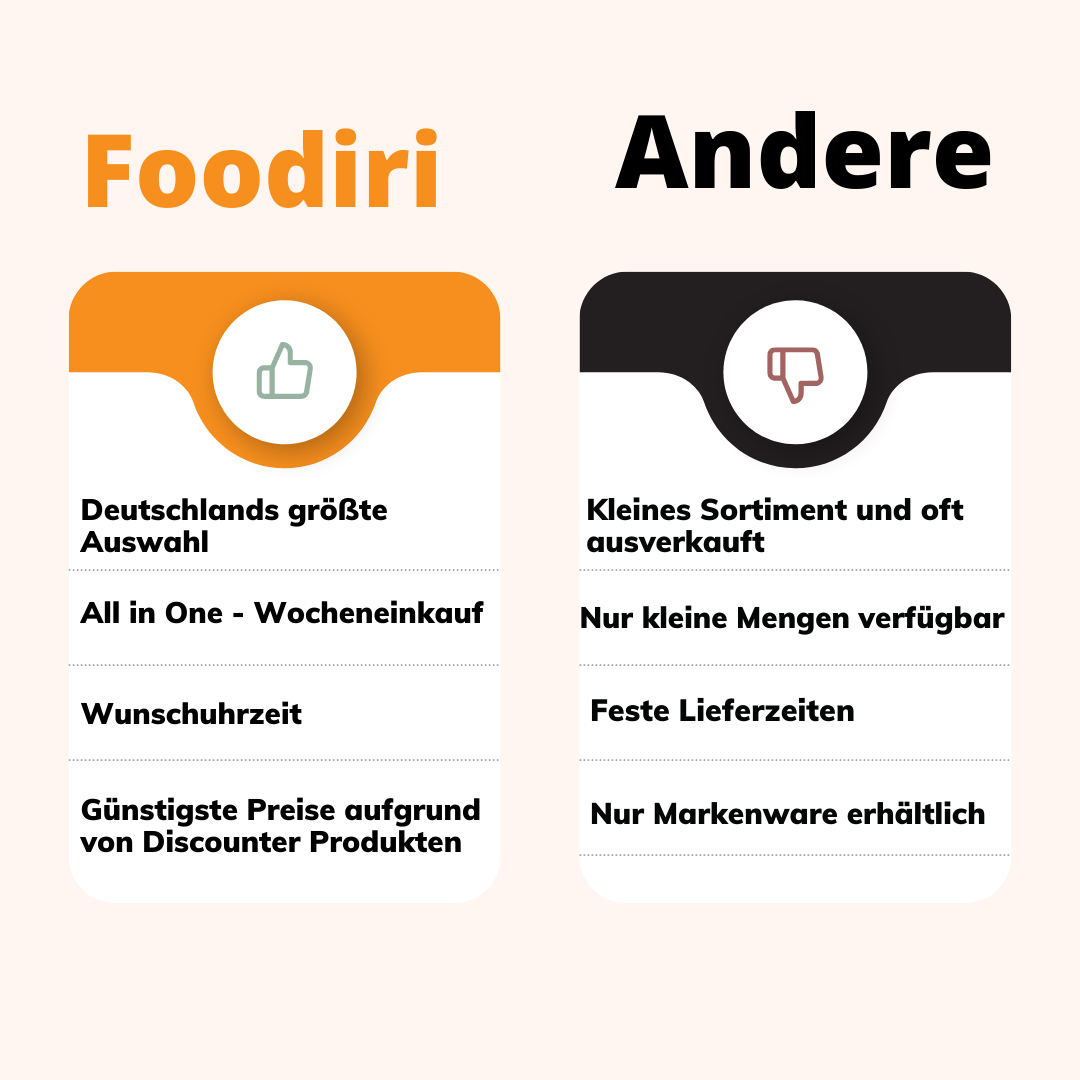 Foodiri
Deutschlands größte
Auswahl
All in One - Wocheneinkauf
Wunschuhrzeit
Günstigste Preise aufgrund
von Discounter Produkten
Andere
Kleines Sortiment und oft
ausverkauft
Nur kleine Mengen verfügbar
Feste Lieferzeiten
Nur Markenware erhältlich